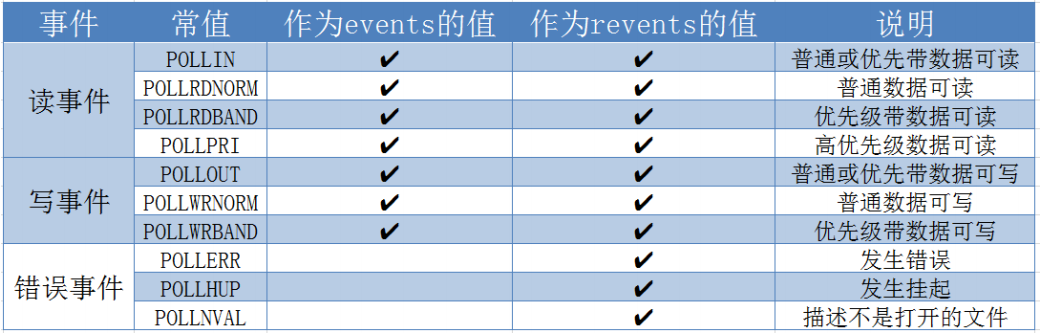 事件 常值 作为events的值 作为revents的值 说明
读事件 POLLIN ✔ ✔ 普通或优先带数据可读
POLLRDNORM ✔ ✔ 普通数据可读
POLLRDBAND ✔ ✔ 优先级带数据可读
POLLPRI ✔ ✔ 高优先级数据可读
写事件 POLLOUT ✔ ✔ 普通或优先带数据可写
POLLWRNORM ✔ ✔ 普通数据可写
POLLWRBAND ✔ ✔ 优先级带数据可写
错误事件 POLLERR ✔ 发生错误
POLLHUP ✔ 发生挂起
POLLNVAL ✔ 描述不是打开的文件